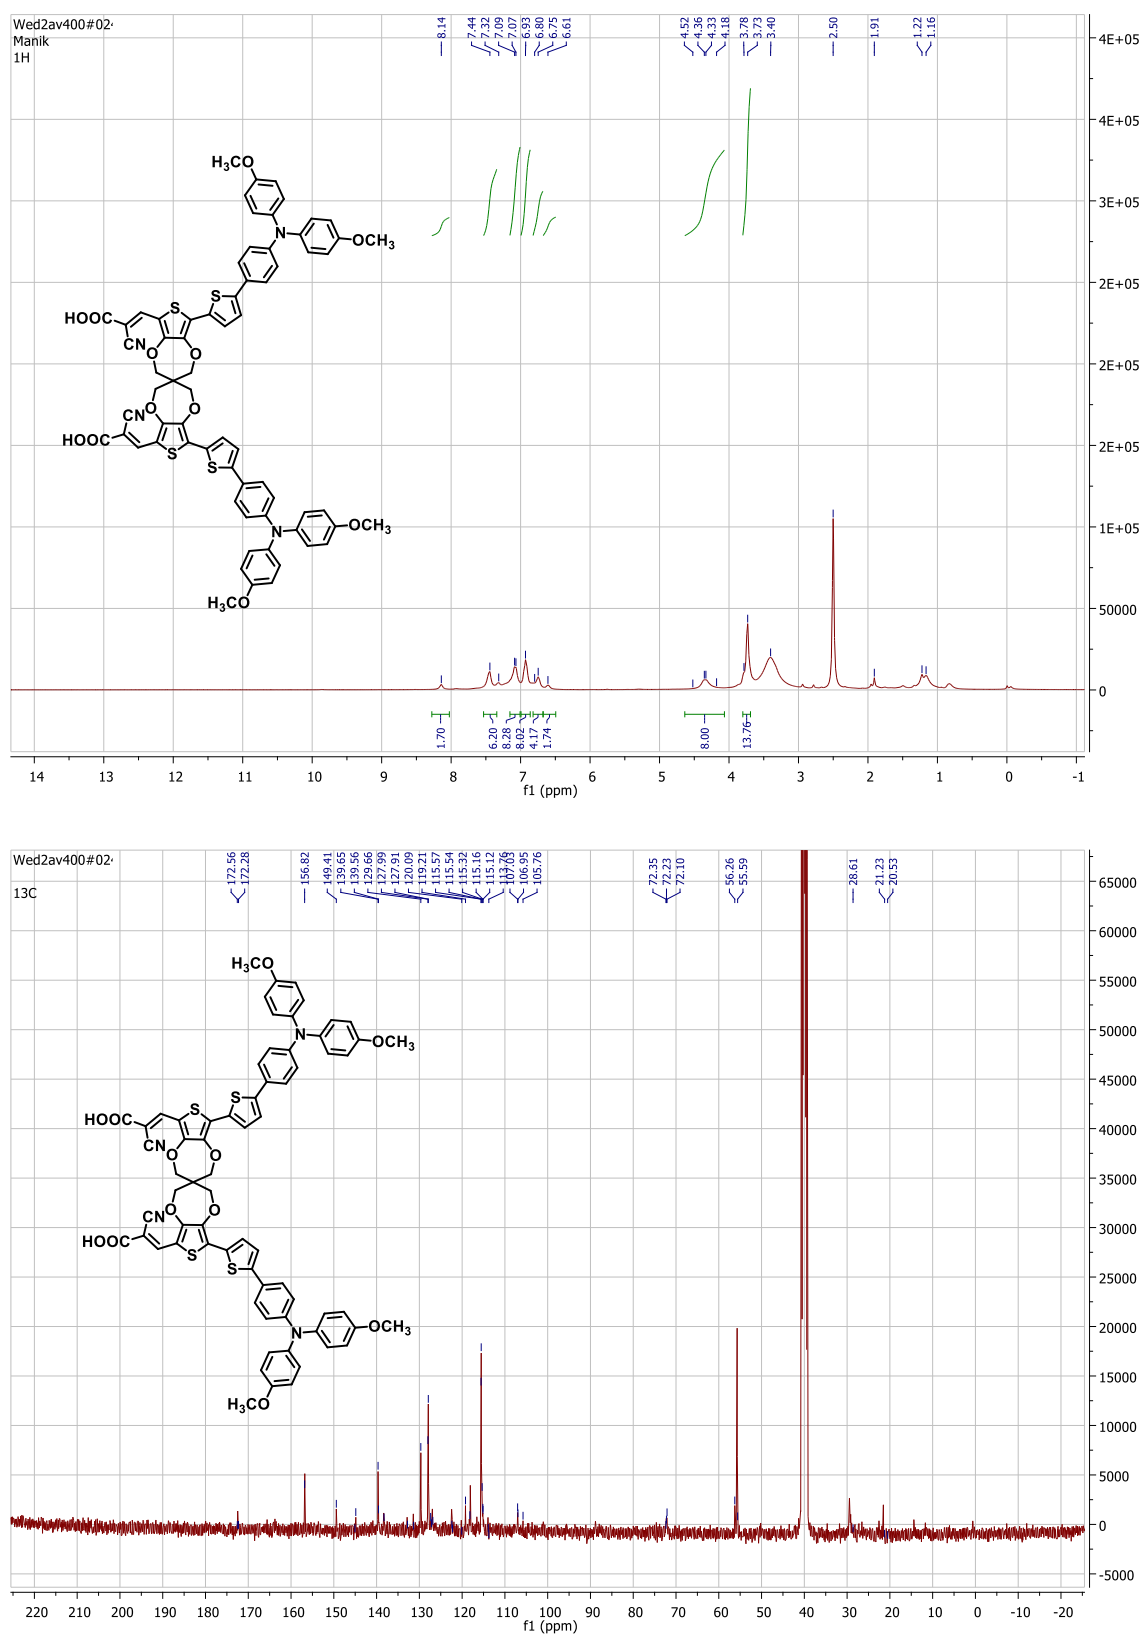 Wed2av400#02
Manik
1H
8.14
7.44
7.32
7.09
7.07
6.93
6.80
6.75
6.61
4.52
4.36
4.33
4.18
3.78
3.73
3.40
2.50
1.91
1.22
1.16
4E+05
4E+05
3E+05
2E+05
2E+05
2E+05
1E+05
50000
0
H₃CO
N
OCH₃
S
S
HOOC
CN
O
O
CN
O
O
HOOC
S
S
N
OCH₃
H₃CO
1.70
6.20
8.28
8.02
4.17
1.74
8.00
13.76
14 13 12 11 10 9 8 7 6 5 4 3 2 1 0 -1
f1 (ppm)
Wed2av400#02
13C
172.56
172.28
156.82
149.41
139.65
139.56
129.66
127.99
127.91
120.09
119.21
115.57
115.54
115.32
115.16
115.12
113.76
107.03
106.95
105.76
72.35
72.23
72.10
56.26
55.59
28.61
21.23
20.53
65000
60000
55000
50000
45000
40000
35000
30000
25000
20000
15000
10000
5000
0
-5000
H₃CO
N
OCH₃
S
S
HOOC
CN
O
O
CN
O
O
HOOC
S
S
N
OCH₃
H₃CO
220 210 200 190 180 170 160 150 140 130 120 110 100 90 80 70 60 50 40 30 20 10 0 -10 -20
f1 (ppm)